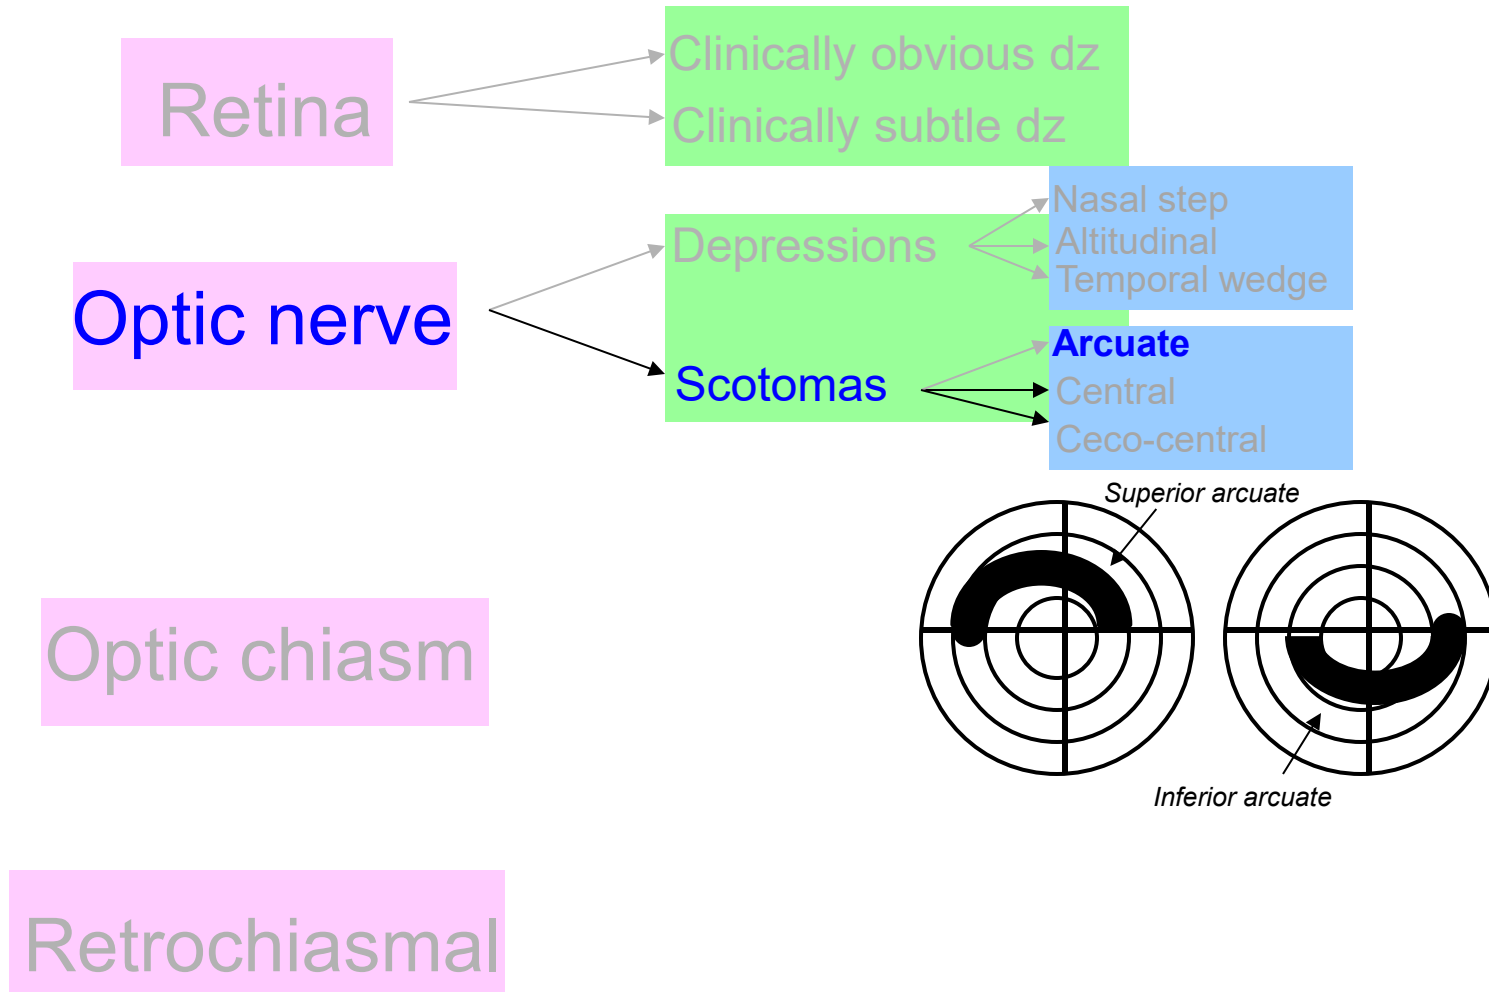 Retina
Clinically obvious dz
Clinically subtle dz
Optic nerve
Depressions
Nasal step
Altitudinal
Temporal wedge
Scotomas
Arcuate
Central
Ceco-central
Superior arcuate
Inferior arcuate
Optic chiasm
Retrochiasmal